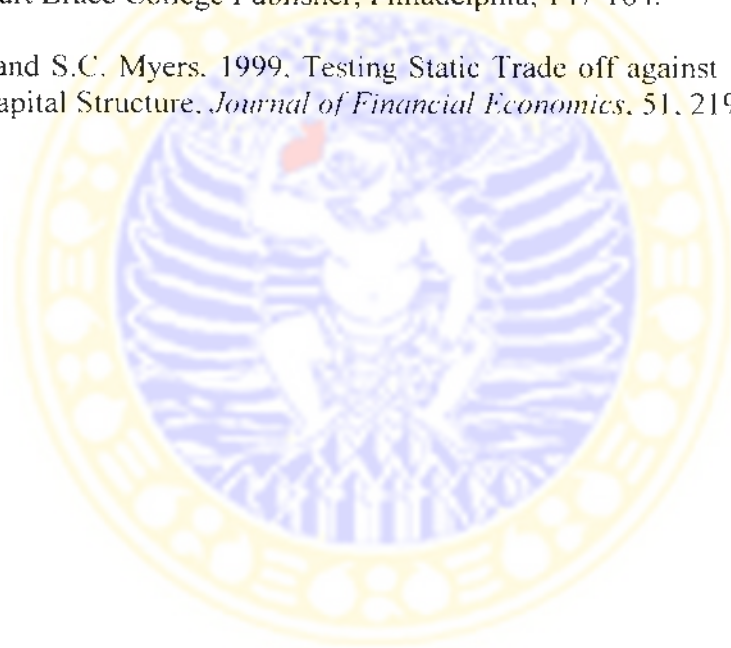 and S.C. Myers. 1999. Testing Static Trade off against
apital Structure, Journal of Financial Economics. 51. 219